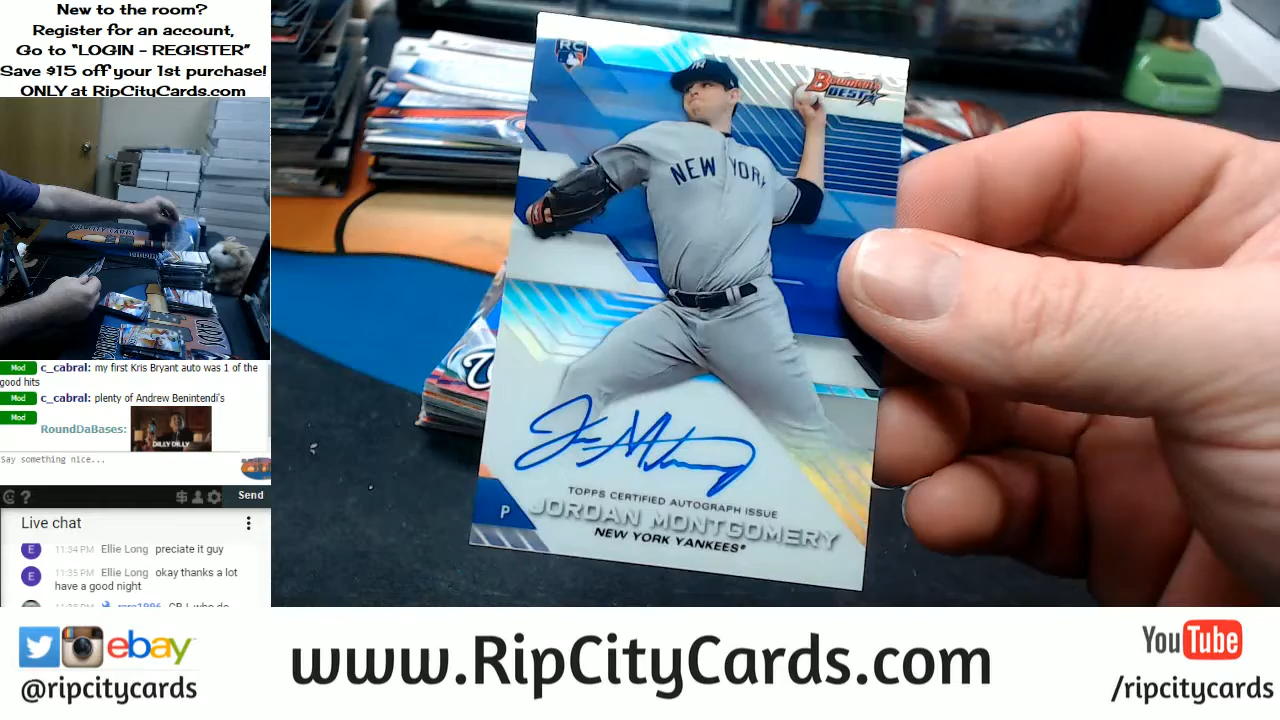 New to the room?
Register for an account,
Go to “LOGIN - REGISTER”
Save $15 off your 1st purchase!
ONLY at RipCityCards.com
RC
BOWMAN'S
BEST
NEW YORK
TOPPS CERTIFIED AUTOGRAPH ISSUE
P JORDAN MONTGOMERY
NEW YORK YANKEES®
Mod c_cabral: my first Kris Bryant auto was 1 of the
good hits
Mod c_cabral: plenty of Andrew Benintendi's
Mod
RoundDaBases:
DILLY DILLY
Say something nice...
Send
Live chat
E 11:34 PM Ellie Long preciate it guy
E 11:35 PM Ellie Long okay thanks a lot
have a good night
ebay
@ripcitycards
www.RipCityCards.com
YouTube
/ripcitycards